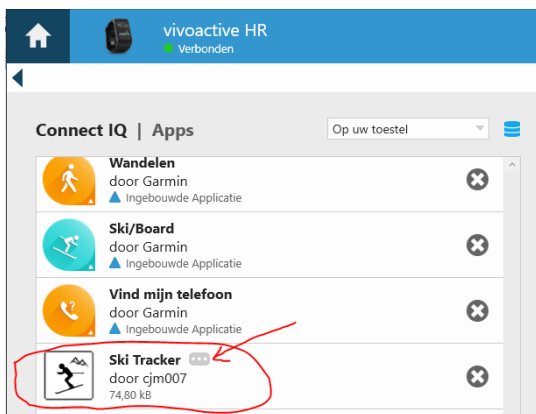 vivoactive HR
Verbonden
Connect IQ | Apps
Op uw toestel
Wandelen
door Garmin
Ingebouwde Applicatie
Ski/Board
door Garmin
Ingebouwde Applicatie
Vind mijn telefoon
door Garmin
Ingebouwde Applicatie
Ski Tracker
door cjm007
74,80 kB